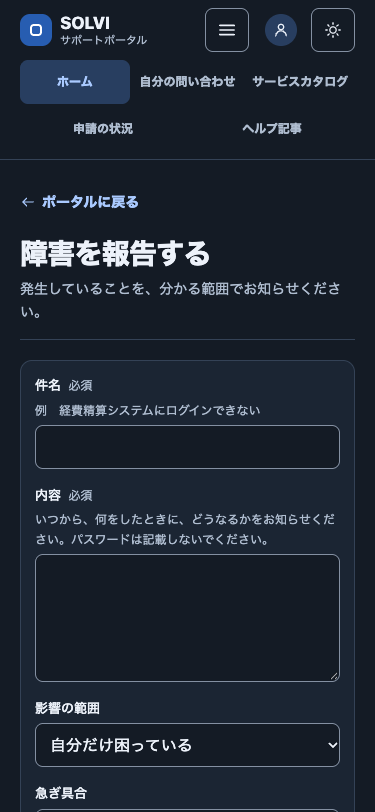 SOLVI
サポートポータル
ホーム 自分の問い合わせ サービスカタログ
申請の状況 ヘルプ記事
← ポータルに戻る
障害を報告する
発生していることを、分かる範囲でお知らせくださ
い。
件名 必須
例　経費精算システムにログインできない
内容 必須
いつから、何をしたときに、どうなるかをお知らせくだ
さい。パスワードは記載しないでください。
影響の範囲
自分だけ困っている
急ぎ具合